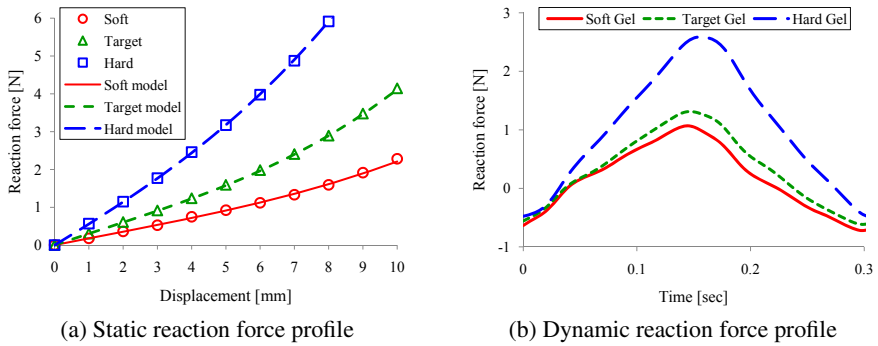 Reaction force [N]
6
5
4
3
2
1
0
Soft
Target
Hard
Soft model
Target model
Hard model
0 1 2 3 4 5 6 7 8 9 10
Displacement [mm]
(a) Static reaction force profile
Soft Gel Target Gel Hard Gel
Reaction force [N]
3
2
1
0
-1
0 0.1 0.2 0.3
Time [sec]
(b) Dynamic reaction force profile